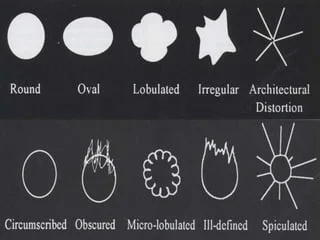 Round Oval Lobulated Irregular Architectural
Distortion
Circumscribed Obscured Micro-lobulated Ill-defined Spiculated